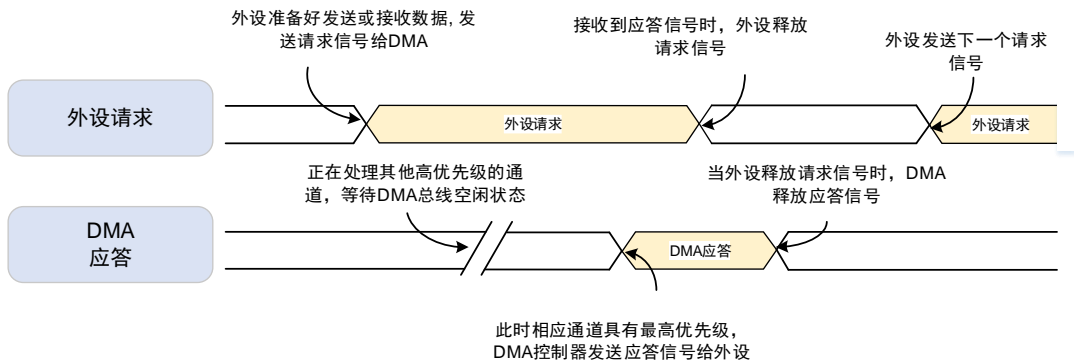 外设准备好发送或接收数据, 发
送请求信号给DMA
接收到应答信号时，外设释放
请求信号
外设发送下一个请求
信号
外设请求
外设请求
外设请求
正在处理其他高优先级的通
道，等待DMA总线空闲状态
当外设释放请求信号时，DMA
释放应答信号
DMA
应答
DMA应答
此时相应通道具有最高优先级，
DMA控制器发送应答信号给外设